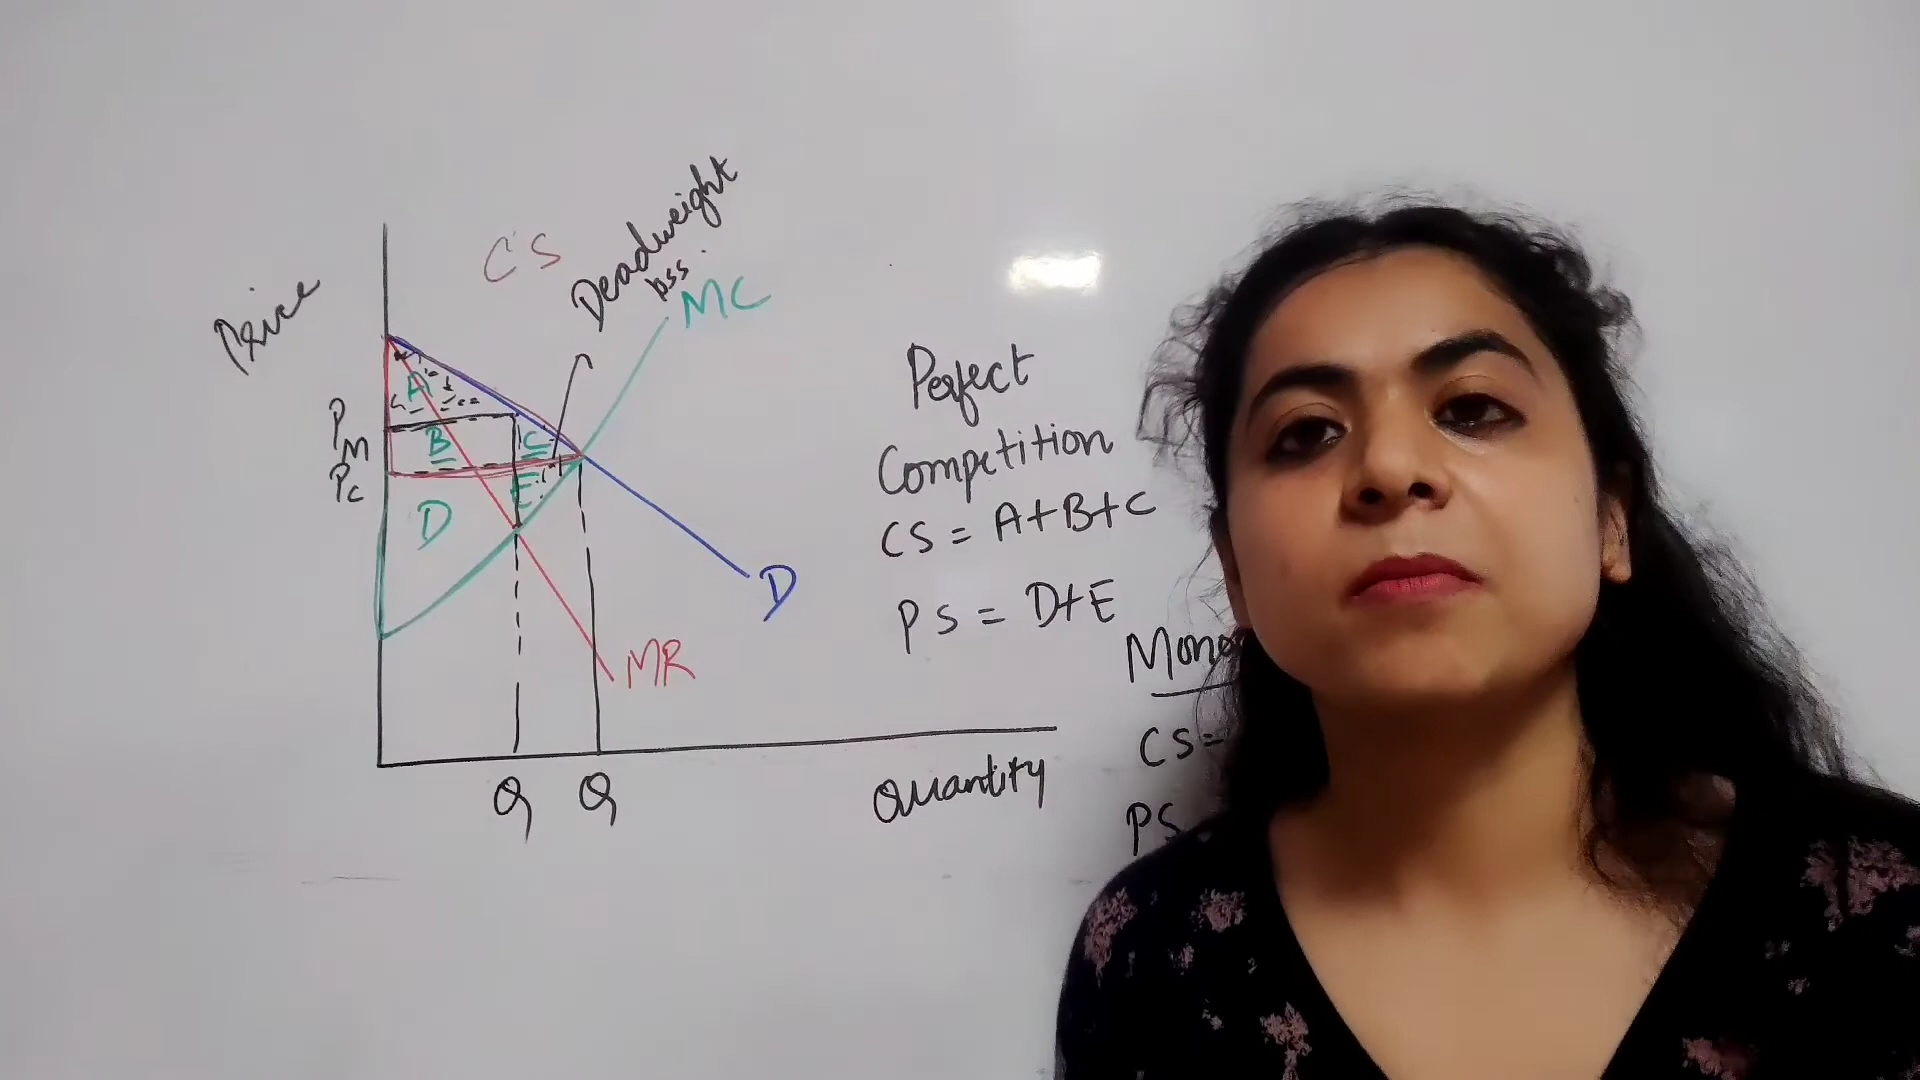 CS
Deadweight
loss
MC
Price
A
PM
B
C
PC
E
D
D
MR
Q
Q
Quantity
Perfect
Competition
CS = A+B+C
PS = D+E
CS=
PS